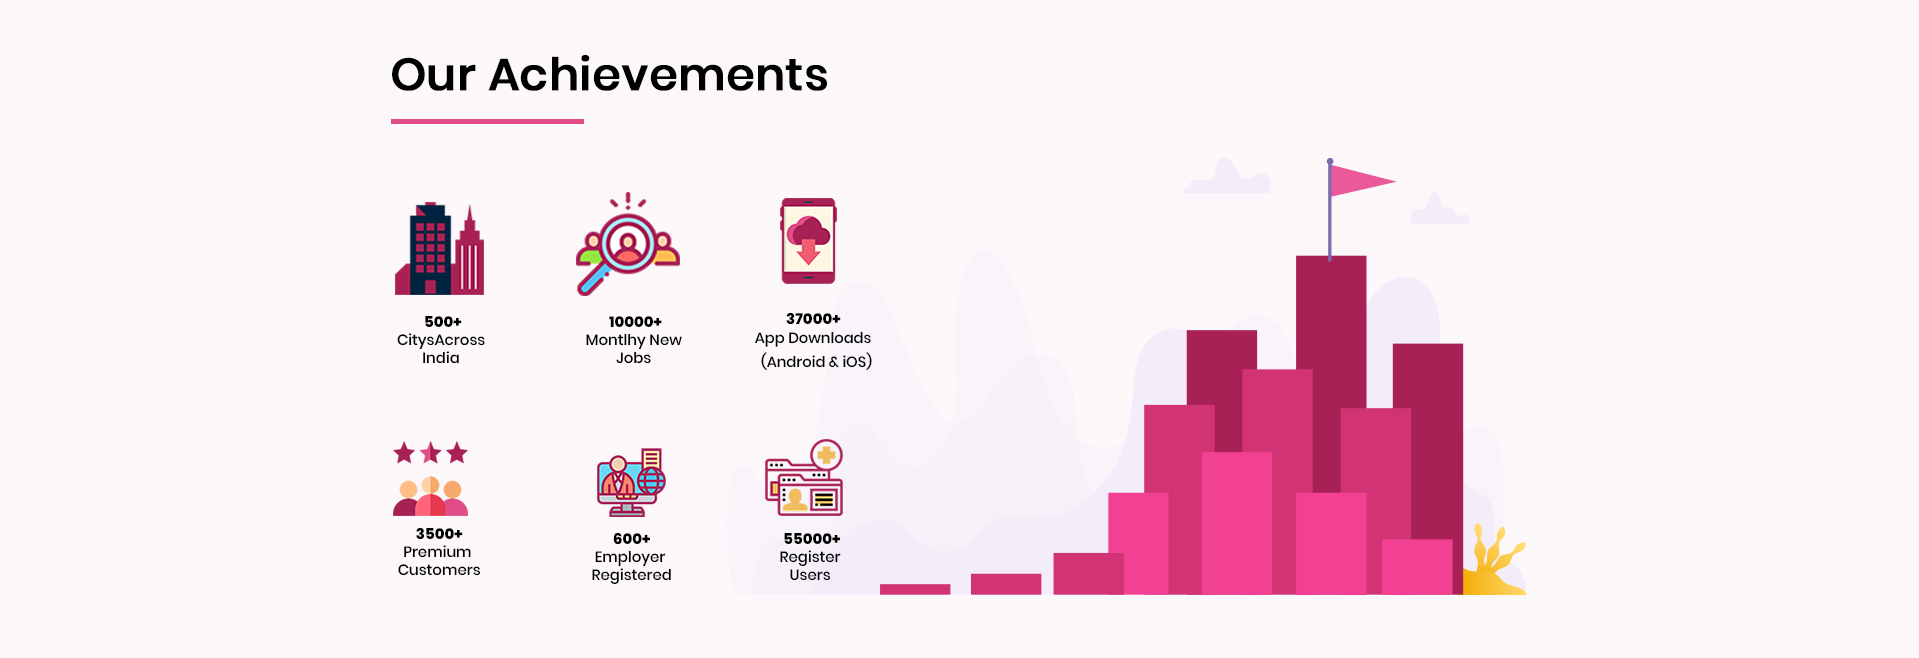 Our Achievements
500+
CitysAcross
India
10000+
Montlhy New
Jobs
37000+
App Downloads
(Android & iOS)
3500+
Premium
Customers
600+
Employer
Registered
55000+
Register
Users